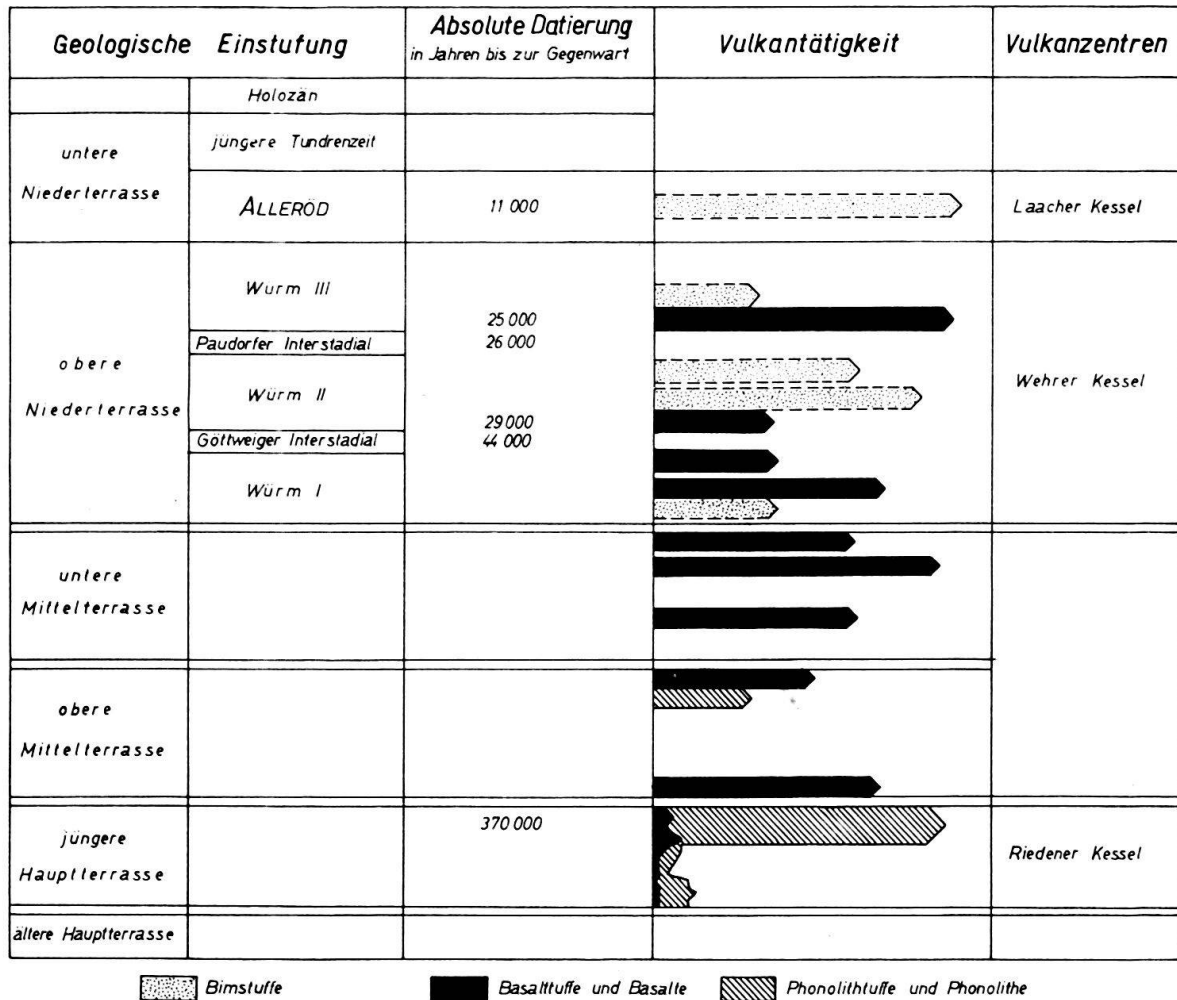 Geologische Einstufung
Absolute Datierung
in Jahren bis zur Gegenwart
Vulkantätigkeit
Vulkanzentren
Holozän
untere
Niederterrasse
jüngere Tundrenzeit
ALLERÖD
11 000
Laacher Kessel
obere
Niederterrasse
Wurm III
25 000
Paudorfer Interstadial
26 000
Würm II
Wehrer Kessel
29 000
Göttweiger Interstadial
44 000
Würm I
untere
Mittelterrasse
obere
Mittelterrasse
jüngere
Hauptterrasse
370 000
Riedener Kessel
ältere Hauptterrasse
Bimstuffe
Basalttuffe und Basalte
Phonolithtuffe und Phonolithe